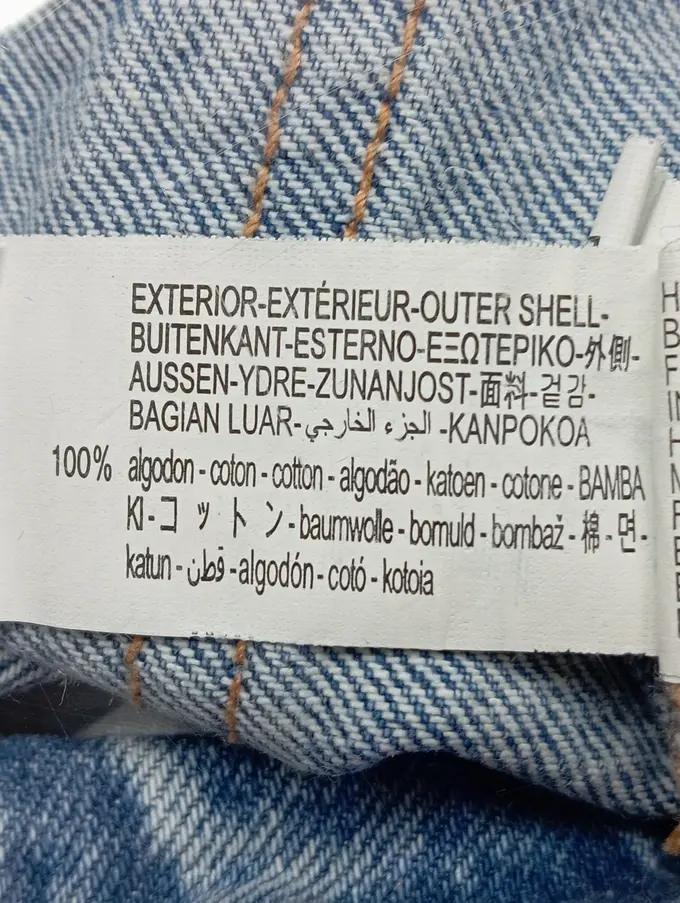 EXTERIOR-EXTÉRIEUR-OUTER SHELL-
BUITENKANT-ESTERNO-ΕΞΩΤΕΡΙΚΟ-外側-
AUSSEN-YDRE-ZUNANJOST-面料-겉감-
BAGIAN LUAR-الجزء الخارجي-KANPOKOA
100% algodon - coton - cotton - algodão - katoen - cotone - BAMBA
KI - コットン - baumwolle - bomuld - bombaž - 棉 - 면 -
katun - قطن - algodón - cotó - kotoia